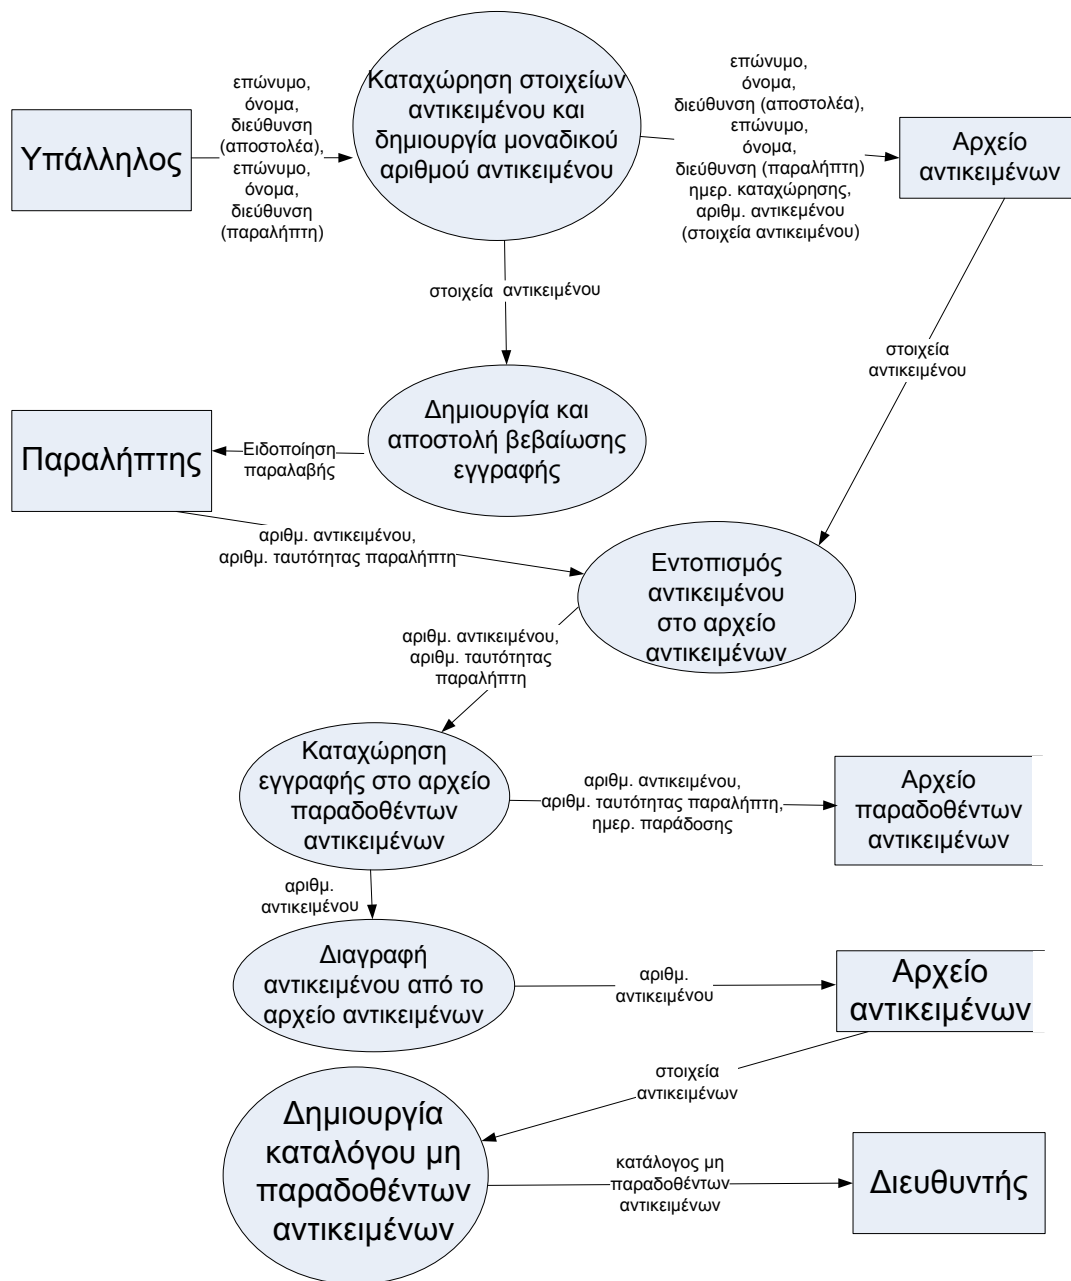 Υπάλληλος
επώνυμο,
όνομα,
διεύθυνση
(αποστολέα),
επώνυμο,
όνομα,
διεύθυνση
(παραλήπτη)
Καταχώρηση στοιχείων
αντικειμένου και
δημιουργία μοναδικού
αριθμού αντικειμένου
επώνυμο,
όνομα,
διεύθυνση (αποστολέα),
επώνυμο,
όνομα,
διεύθυνση (παραλήπτη)
ημερ. καταχώρησης,
αριθμ. αντικεμένου
(στοιχεία αντικειμένου)
Αρχείο
αντικειμένων
στοιχεία αντικειμένου
στοιχεία
αντικειμένου
Δημιουργία και
αποστολή βεβαίωσης
εγγραφής
Ειδοποίηση
παραλαβής
Παραλήπτης
αριθμ. αντικειμένου,
αριθμ. ταυτότητας παραλήπτη
Εντοπισμός
αντικειμένου
στο αρχείο
αντικειμένων
αριθμ. αντικειμένου,
αριθμ. ταυτότητας
παραλήπτη
Καταχώρηση
εγγραφής στο αρχείο
παραδοθέντων
αντικειμένων
αριθμ. αντικειμένου,
αριθμ. ταυτότητας παραλήπτη,
ημερ. παράδοσης
Αρχείο
παραδοθέντων
αντικειμένων
αριθμ.
αντικειμένου
Διαγραφή
αντικειμένου από το
αρχείο αντικειμένων
αριθμ.
αντικειμένου
Αρχείο
αντικειμένων
στοιχεία
αντικειμένων
Δημιουργία
καταλόγου μη
παραδοθέντων
αντικειμένων
κατάλογος μη
παραδοθέντων
αντικειμένων
Διευθυντής